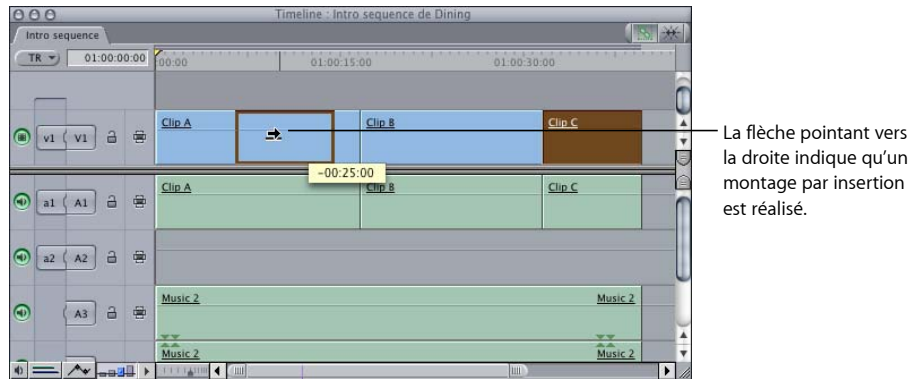 Timeline : Intro sequence de Dining
Intro sequence
TR 01:00:00:00 00:00 01:00:15:00 01:00:30:00
v1 V1 Clip A Clip B Clip C
-00:25:00
a1 A1 Clip A Clip B Clip C
a2 A2
A3 Music 2 Music 2
Music 2 Music 2
La flèche pointant vers
la droite indique qu'un
montage par insertion
est réalisé.